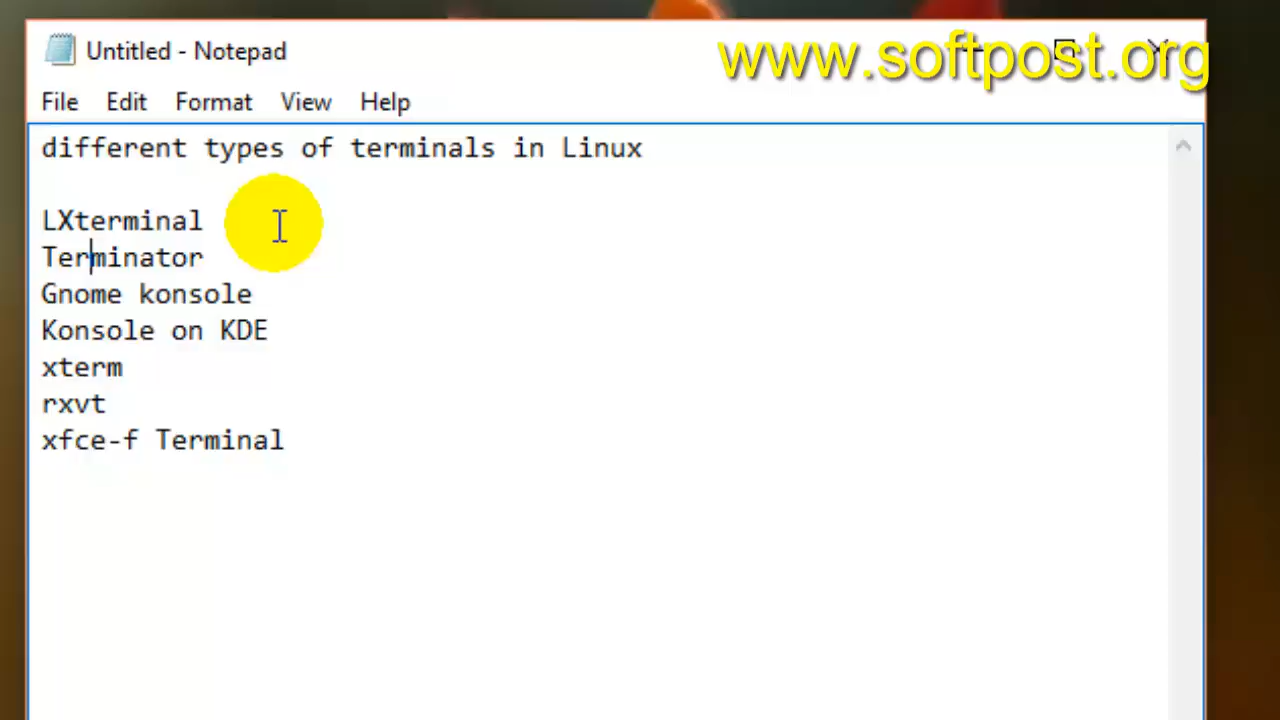 Untitled - Notepad
www.softpost.org
File Edit Format View Help
different types of terminals in Linux
LXterminal
Terminator
Gnome konsole
Konsole on KDE
xterm
rxvt
xfce-f Terminal